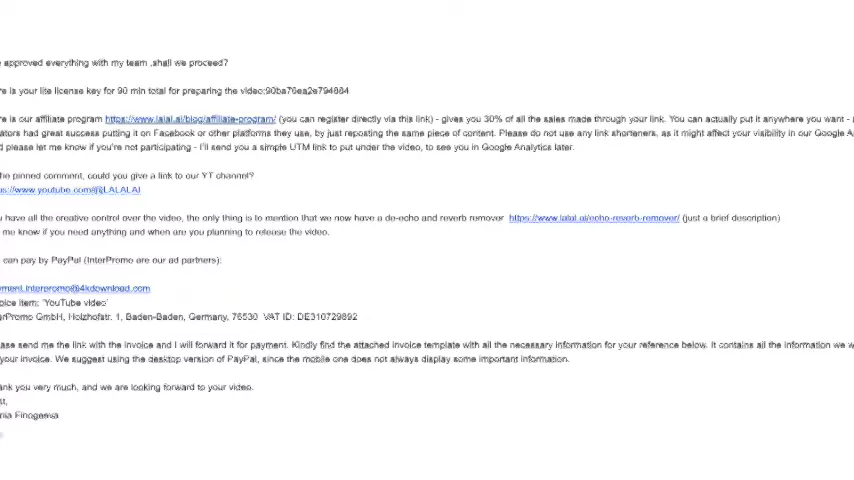 approved everything with my team ,shall we proceed?
is your lite license key for 90 min total for preparing the video:90ba76ea2e794884
is our affiliate program https://www.lalal.ai/blog/affiliate-program/ (you can register directly via this link) - gives you 30% of all the sales made through your link. You can actually put it anywhere you want -
had great success putting it on Facebook or other platforms they use, by just reposting the same piece of content. Please do not use any link shorteners, as it might affect your visibility in our Google
please let me know if you're not participating - I'll send you a simple UTM link to put under the video, to see you in Google Analytics later.
pinned comment, could you give a link to our YT channel?
www.youtube.com/@LALALAI
have all the creative control over the video, the only thing is to mention that we now have a de-echo and reverb remover https://www.lalal.ai/echo-reverb-remover/ (just a brief description)
me know if you need anything and when are you planning to release the video.
can pay by PayPal (InterPromo are our ad partners):
item: 'YouTube video'
GmbH, Holzhofstr. 1, Baden-Baden, Germany, 76530 VAT ID: DE310729892
send me the link with the invoice and I will forward it for payment. Kindly find the attached invoice template with all the necessary information for your reference below. It contains all the information we
your invoice. We suggest using the desktop version of PayPal, since the mobile one does not always display some important information.
you very much, and we are looking forward to your video.
Finogeeva